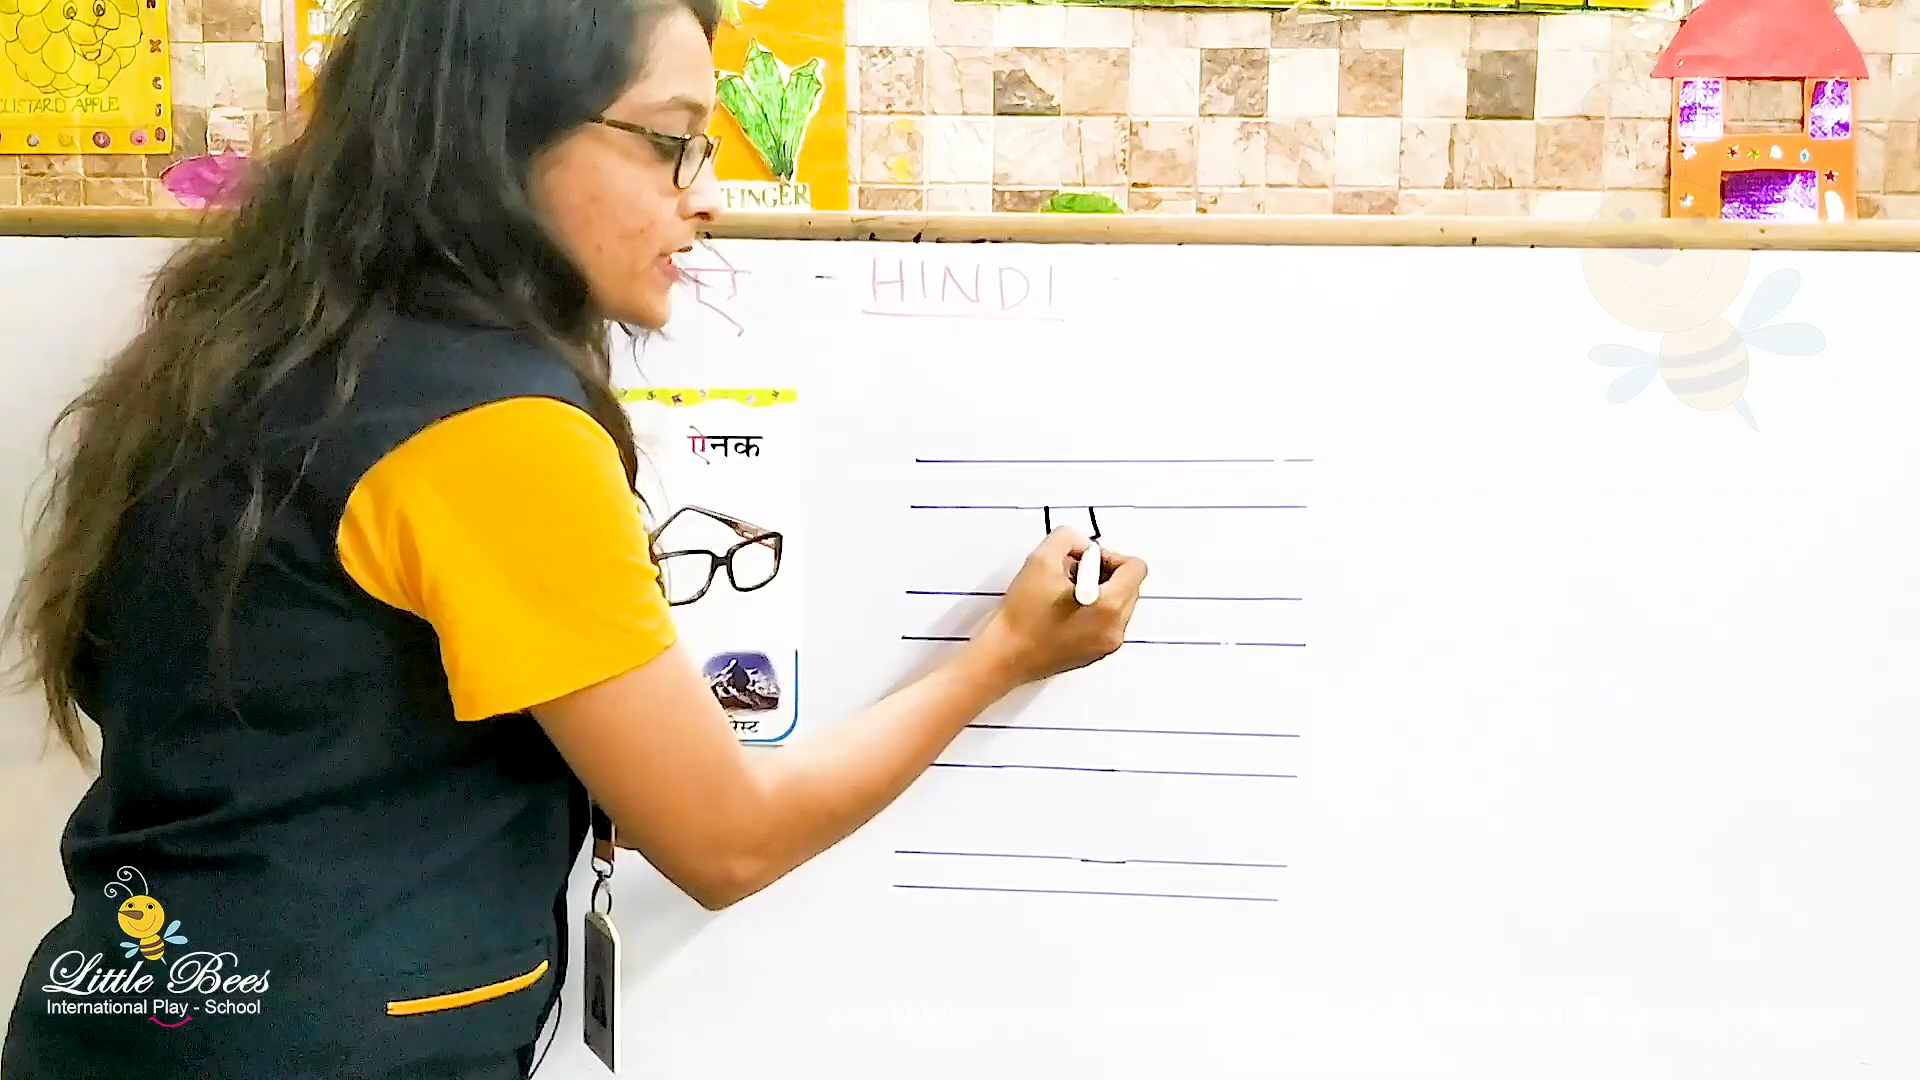 CUSTARD APPLE
FINGER
ऐ - HINDI
ऐनक
रेस्ट
Little Bees
International Play - School